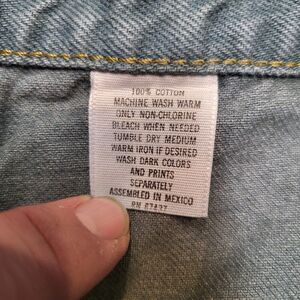 100% COTTON
MACHINE WASH WARM
ONLY NON-CHLORINE
BLEACH WHEN NEEDED
TUMBLE DRY MEDIUM
WARM IRON IF DESIRED
WASH DARK COLORS
AND PRINTS
SEPARATELY
ASSEMBLED IN MEXICO
RN